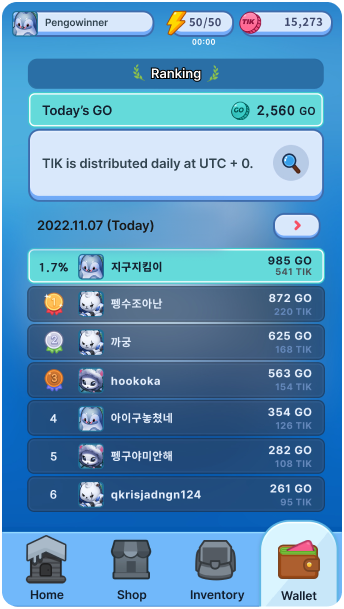 Pengowinner
50/50
TIK
15,273
00:00
Ranking
Today's GO
GO
2,560 GO
TIK is distributed daily at UTC + 0.
2022.11.07 (Today)
1.7%
지구지킴이
985 GO
541 TIK
1
펭수조아난
872 GO
220 TIK
2
까궁
625 GO
168 TIK
3
hookoka
563 GO
154 TIK
4
아이구놓쳤네
354 GO
126 TIK
5
펭구야미안해
282 GO
108 TIK
6
qkrisjadngn124
261 GO
95 TIK
Home
Shop
Inventory
Wallet